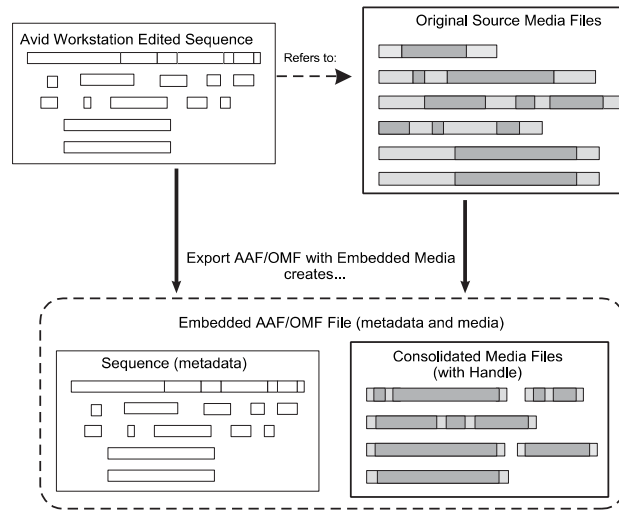 Avid Workstation Edited Sequence
Refers to:
Original Source Media Files
Export AAF/OMF with Embedded Media
creates...
Embedded AAF/OMF File (metadata and media)
Sequence (metadata)
Consolidated Media Files
(with Handle)